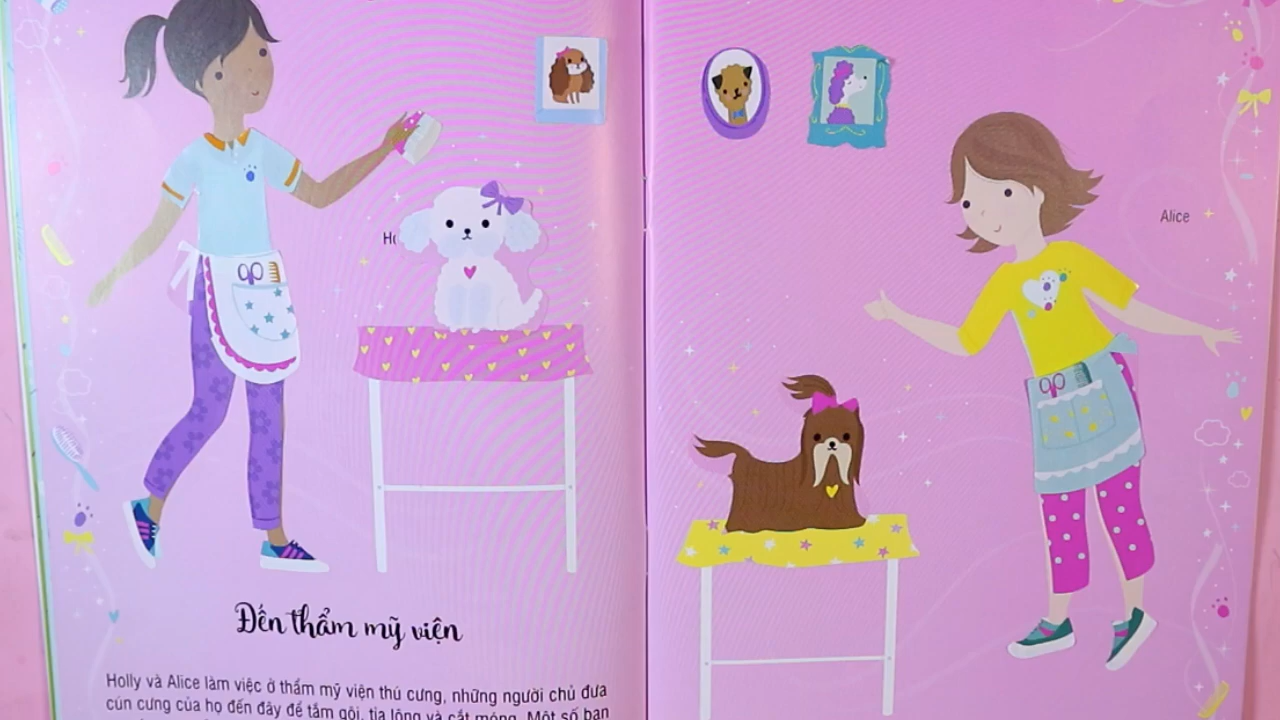 Alice
Đến thẩm mỹ viện
Holly và Alice làm việc ở thẩm mỹ viện thú cưng, những người chủ đưa
cún cưng của họ đến đây để tắm gội, tỉa lông và cắt móng. Một số bạn